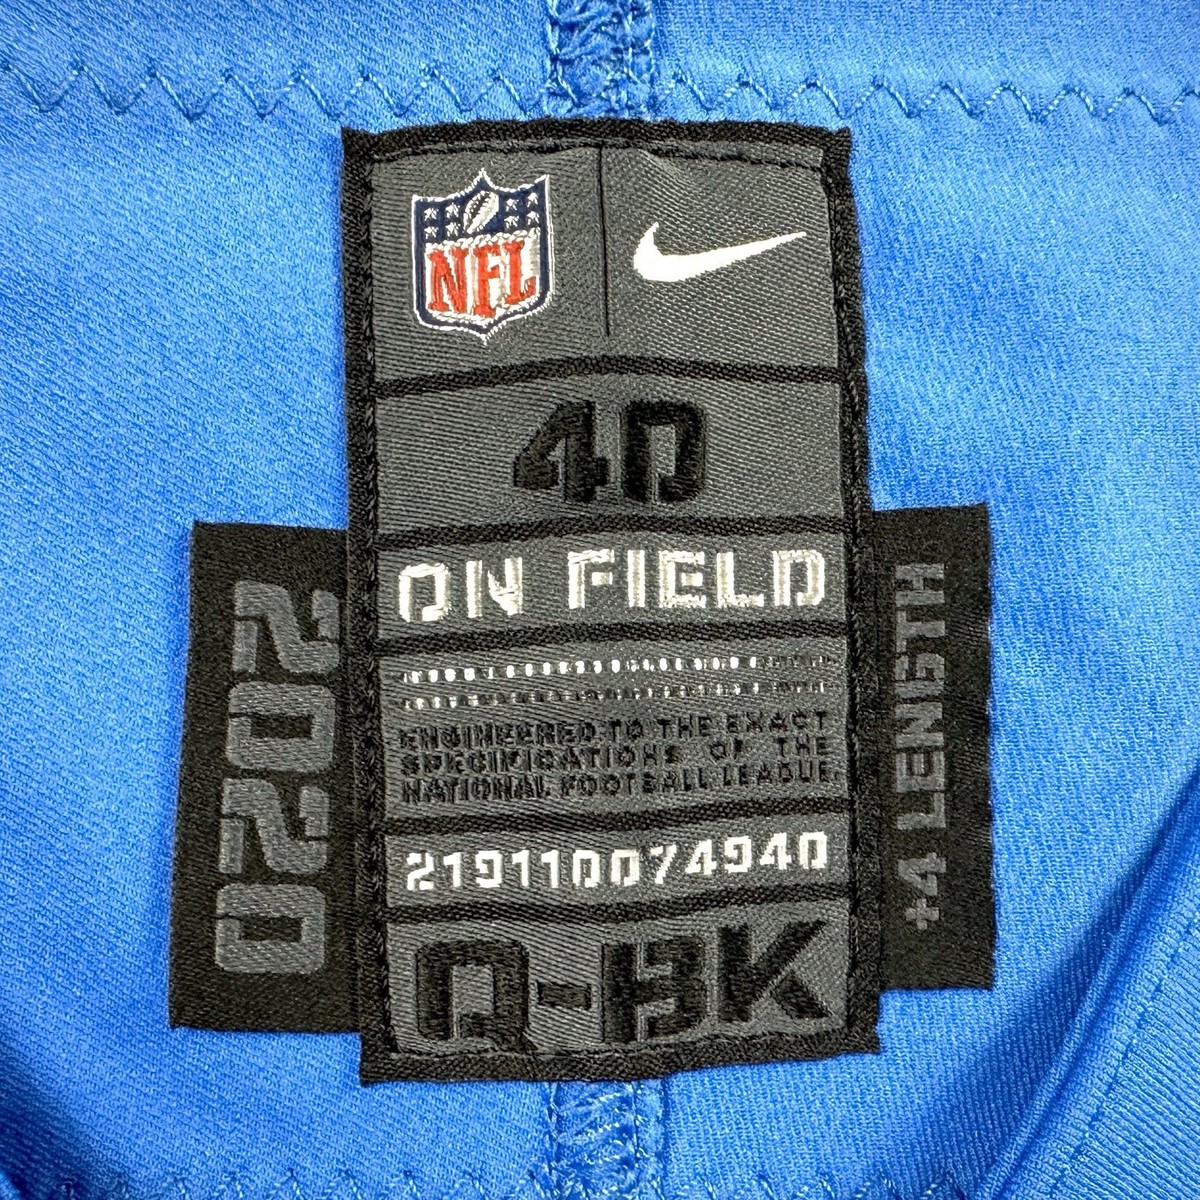 NFL
40
ON FIELD
ENGINEERED TO THE EXACT
SPECIFICATIONS OF THE
NATIONAL FOOTBALL LEAGUE.
219110074940
Q-BK
2020
+4 LENGTH